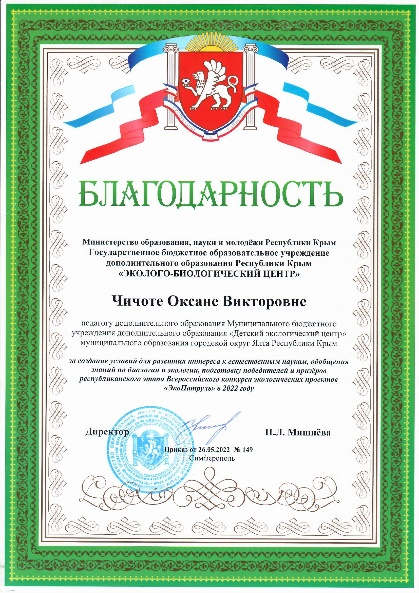 БЛАГОДАРНОСТЬ
Министерство образования, науки и молодёжи Республики Крым
Государственное бюджетное образовательное учреждение
дополнительного образования Республики Крым
«ЭКОЛОГО-БИОЛОГИЧЕСКИЙ ЦЕНТР»
Чичоте Оксане Викторовне
педагогу дополнительного образования Муниципального бюджетного
учреждения дополнительного образования «Детский экологический центр»
муниципального образования городской округ Ялта Республики Крым
за создание условий для развития интереса к естественным наукам, обобщения
знаний по биологии и экологии, подготовку победителей и призёров
республиканского этапа Всероссийского конкурса экологических проектов
«ЭкоПатруль» в 2022 году
Директор Н.Л. Мишнёва
Приказ от 26.05.2022 № 149
г. Симферополь